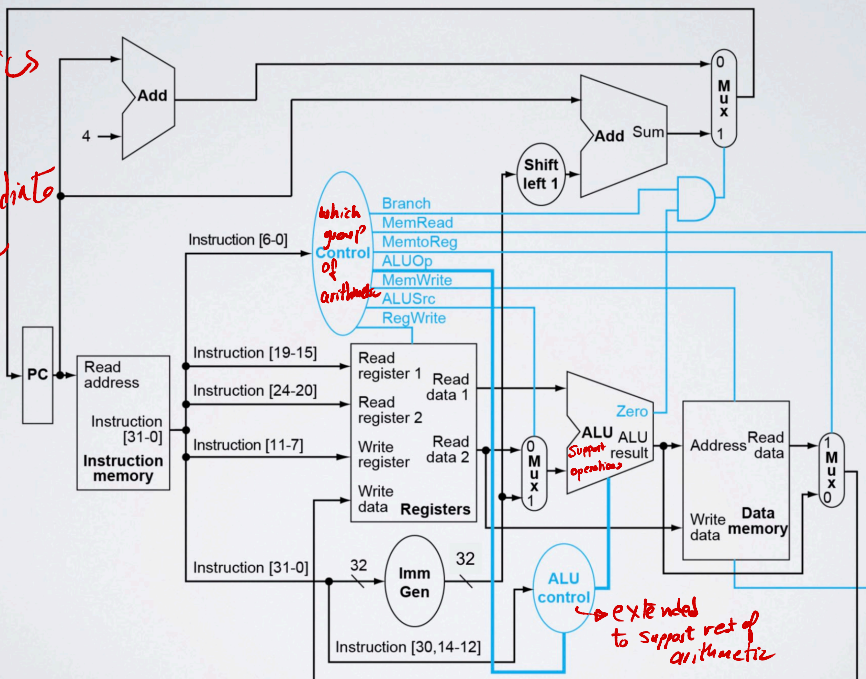 0
Mux
1
Add
4
Add Sum
Shift
left 1
Branch
MemRead
MemtoReg
ALUOp
MemWrite
ALUSrc
RegWrite
which
group
Control
of
arithmetic
Instruction [6-0]
PC
Read
address
Instruction
[31-0]
Instruction
memory
Instruction [19-15]
Instruction [24-20]
Instruction [11-7]
Read
register 1
Read
register 2
Write
register
Write
data
Read
data 1
Read
data 2
Registers
0
Mux
1
Zero
ALU
ALU
result
Support
operations
Address
Read
data
Write
data
Data
memory
1
Mux
0
Instruction [31-0]
32
Imm
Gen
32
ALU
control
Instruction [30,14-12]
extended
to support rest of
arithmetic